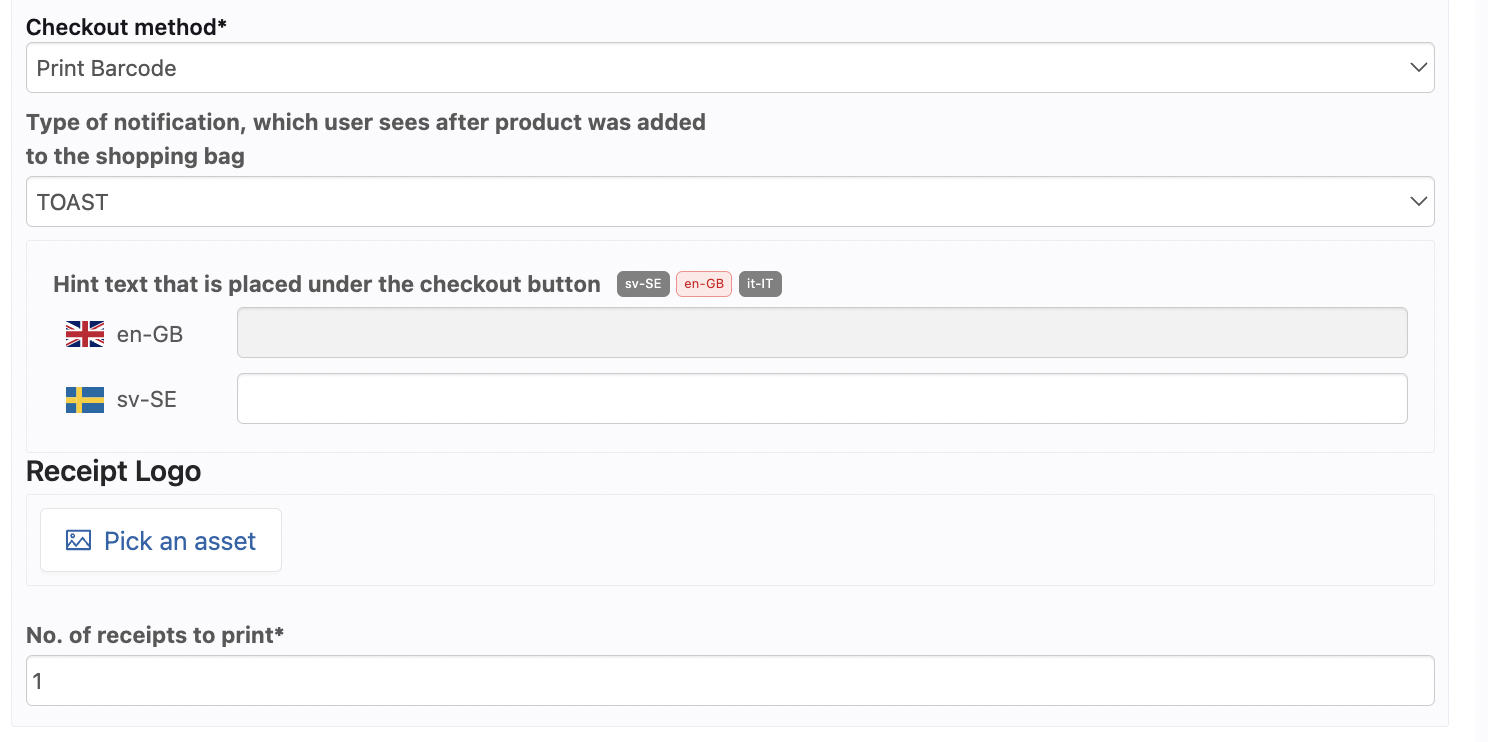 Checkout method*
Print Barcode
Type of notification, which user sees after product was added
to the shopping bag
TOAST
Hint text that is placed under the checkout button sv-SE en-GB it-IT
en-GB
sv-SE
Receipt Logo
Pick an asset
No. of receipts to print*
1